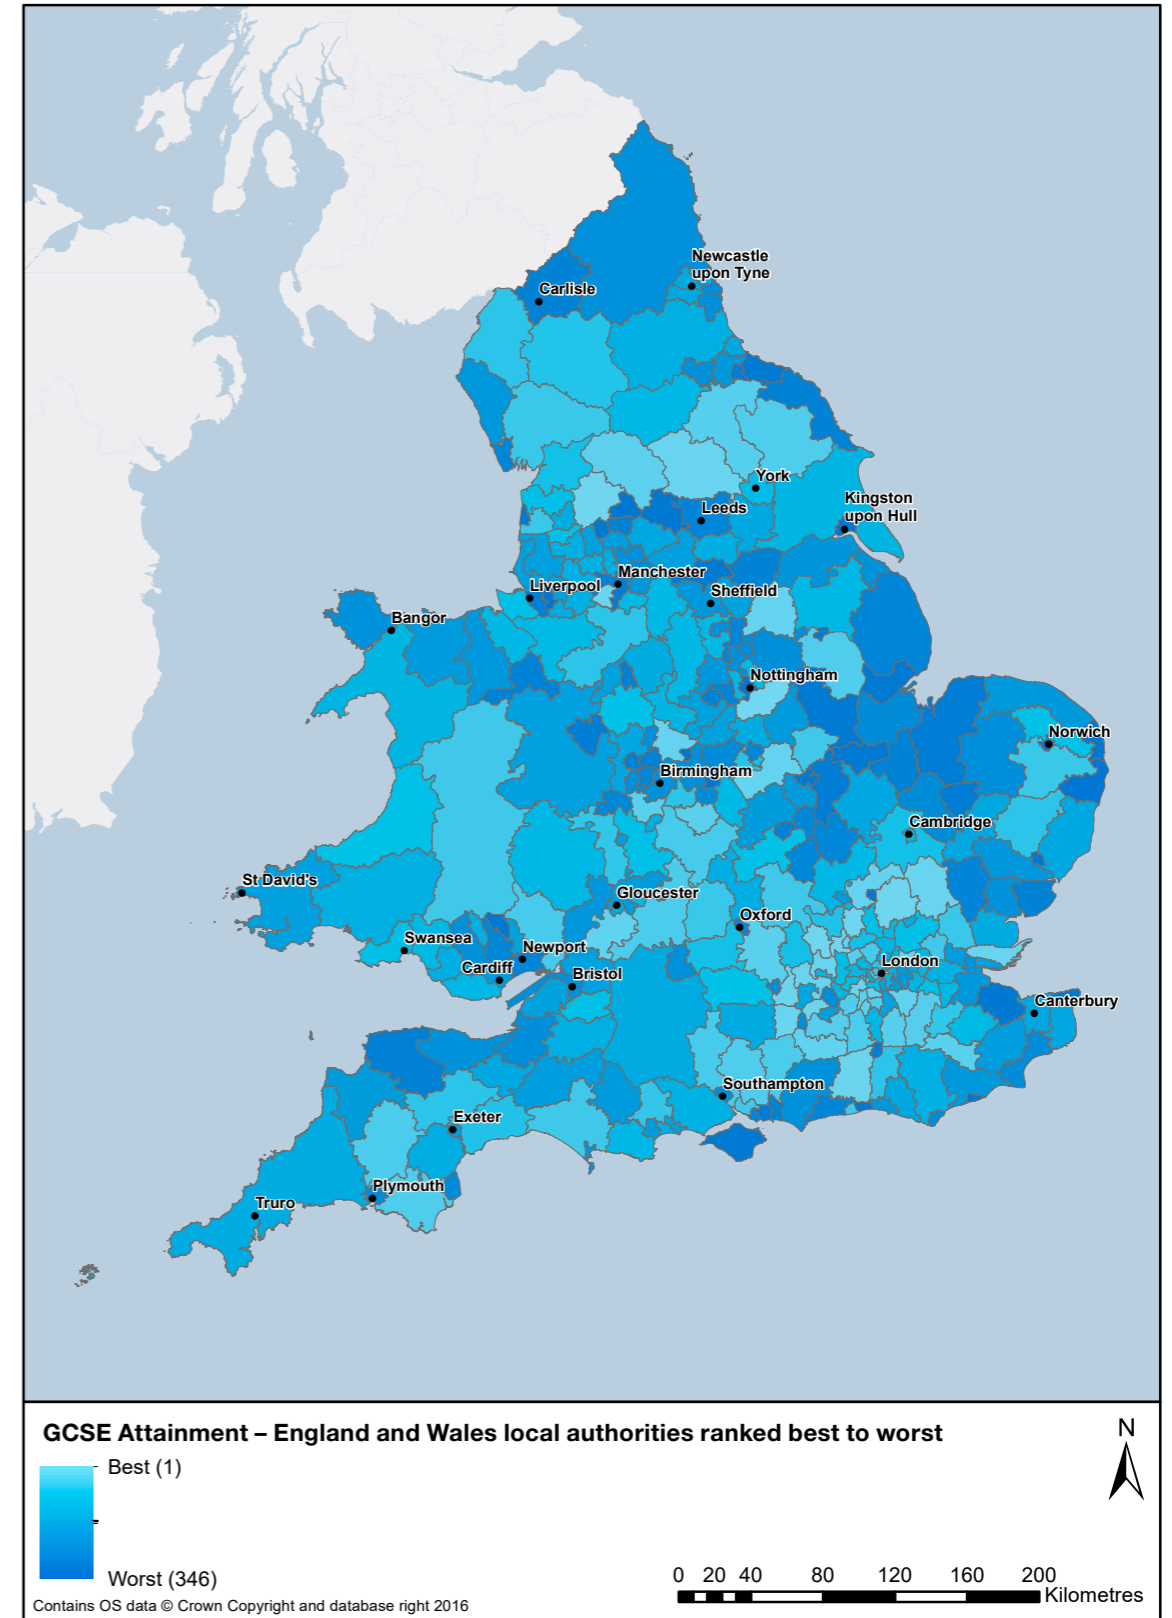 Newcastle
upon Tyne
Carlisle
York
Kingston
upon Hull
Leeds
Manchester
Liverpool
Sheffield
Bangor
Nottingham
Norwich
Birmingham
Cambridge
St David's
Gloucester
Oxford
Swansea
Newport
London
Cardiff
Bristol
Canterbury
Southampton
Exeter
Plymouth
Truro
GCSE Attainment – England and Wales local authorities ranked best to worst
N
Best (1)
Worst (346)
0 20 40 80 120 160 200
Kilometres
Contains OS data © Crown Copyright and database right 2016